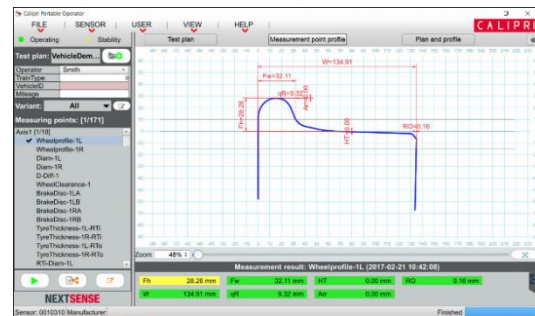 Calipri Portable Operator
FILE SENSOR USER VIEW HELP
CALIPRI
Operating Stability
Test plan Measurement point profile Plan and profile
Test plan: VehicleDem...
Operator Smith
TrainType
VehicleID
Mileage
Variant: All
Measuring points: [1/171]
Axis1 [1/18]
Wheelprofile-1L
Wheelprofile-1R
Diam-1L
Diam-1R
D-Diff-1
WheelClearance-1
BrakeDisc-1LA
BrakeDisc-1LB
BrakeDisc-1RA
BrakeDisc-1RB
TyreThickness-1L-RTi
TyreThickness-1R-RTi
TyreThickness-1L-RTo
TyreThickness-1R-RTo
RTI-Diam-1L
W=134.91
Fw=32.11
qR=9.32
Fh=28.26
HT=0.00
RO=0.16
Zoom 48%
Measurement result: Wheelprofile-1L (2017-02-21 10:42:08)
Fh 28.26 mm Fw 32.11 mm HT 0.00 mm RO 0.16 mm
W 134.91 mm qR 9.32 mm Arr 0.00 mm
NEXTSENSE
Sensor: 0010310 Manufacturer Finished